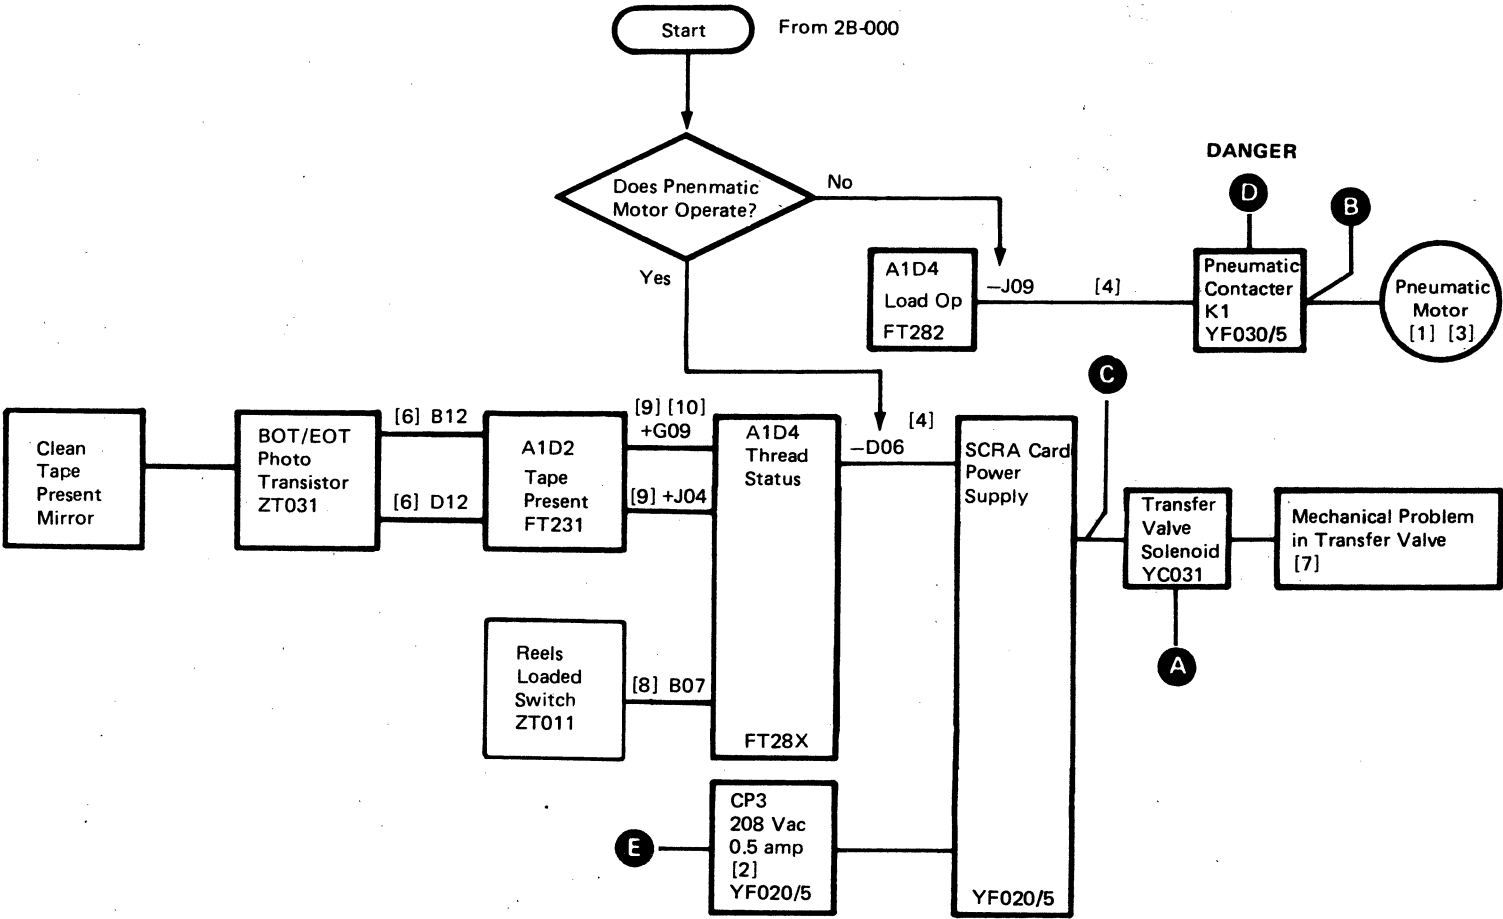 Start
From 2B-000
Does Pnenmatic
Motor Operate?
No
Yes
DANGER
D
B
A1D4
Load Op
FT282
—J09
[4]
Pneumatic
Contacter
K1
YF030/5
Pneumatic
Motor
[1] [3]
C
Clean
Tape
Present
Mirror
BOT/EOT
Photo
Transistor
ZT031
[6] B12
[6] D12
A1D2
Tape
Present
FT231
[9] [10]
+G09
[9] +J04
A1D4
Thread
Status
FT28X
—D06
[4]
SCRA Card
Power
Supply
YF020/5
Transfer
Valve
Solenoid
YC031
Mechanical Problem
in Transfer Valve
[7]
A
Reels
Loaded
Switch
ZT011
[8] B07
E
CP3
208 Vac
0.5 amp
[2]
YF020/5